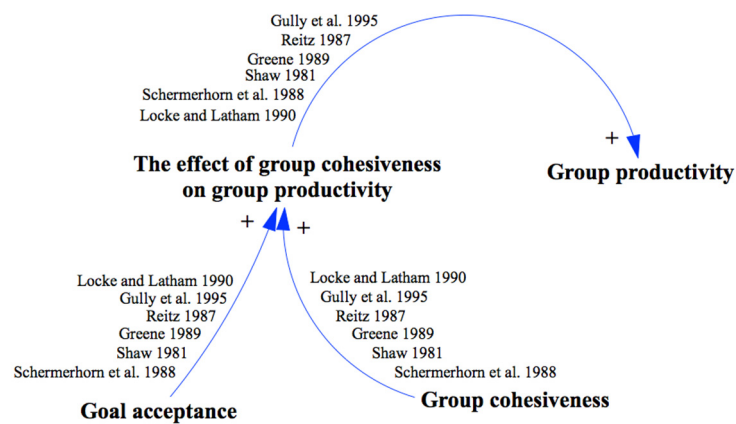 Gully et al. 1995
Reitz 1987
Greene 1989
Shaw 1981
Schermerhorn et al. 1988
Locke and Latham 1990
+
The effect of group cohesiveness
on group productivity
Group productivity
+
+
Locke and Latham 1990
Gully et al. 1995
Reitz 1987
Greene 1989
Shaw 1981
Schermerhorn et al. 1988
Locke and Latham 1990
Gully et al. 1995
Reitz 1987
Greene 1989
Shaw 1981
Schermerhorn et al. 1988
Goal acceptance
Group cohesiveness